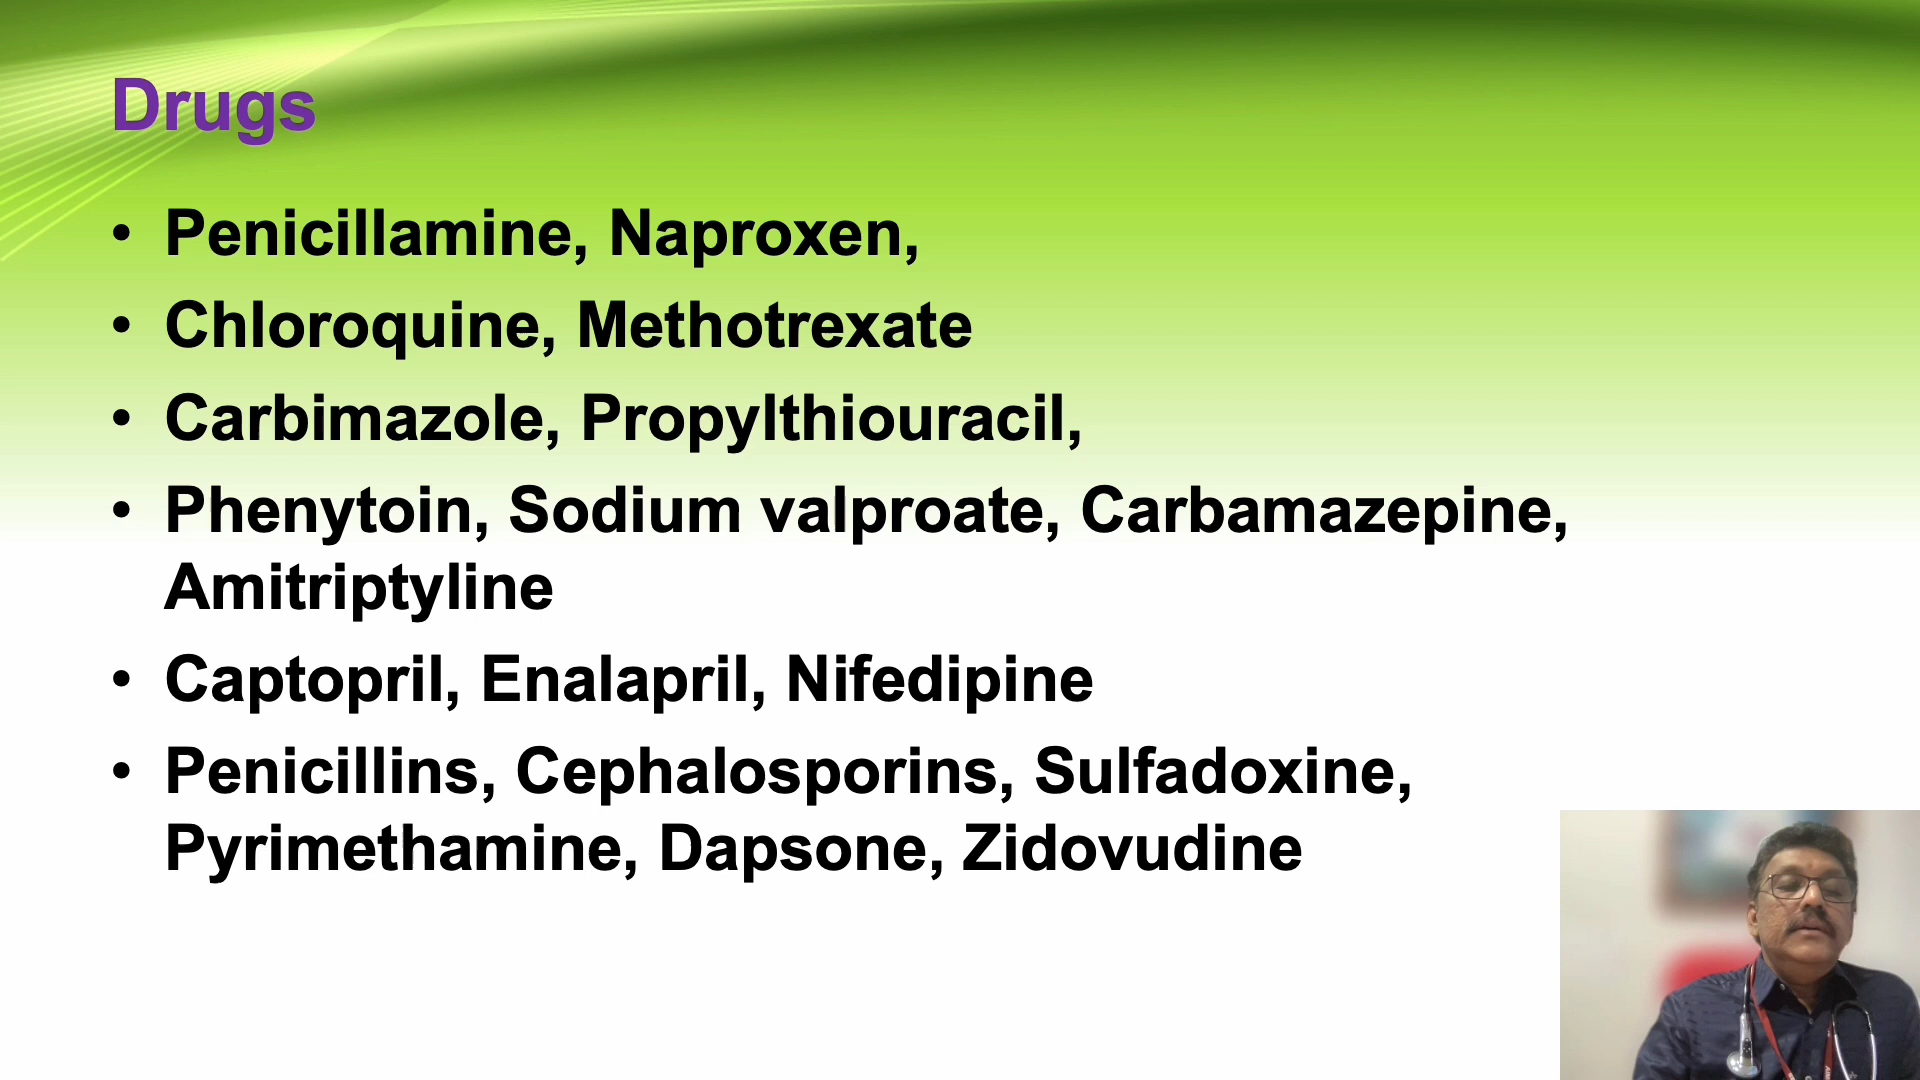 Drugs
• Penicillamine, Naproxen,
• Chloroquine, Methotrexate
• Carbimazole, Propylthiouracil,
• Phenytoin, Sodium valproate, Carbamazepine,
Amitriptyline
• Captopril, Enalapril, Nifedipine
• Penicillins, Cephalosporins, Sulfadoxine,
Pyrimethamine, Dapsone, Zidovudine